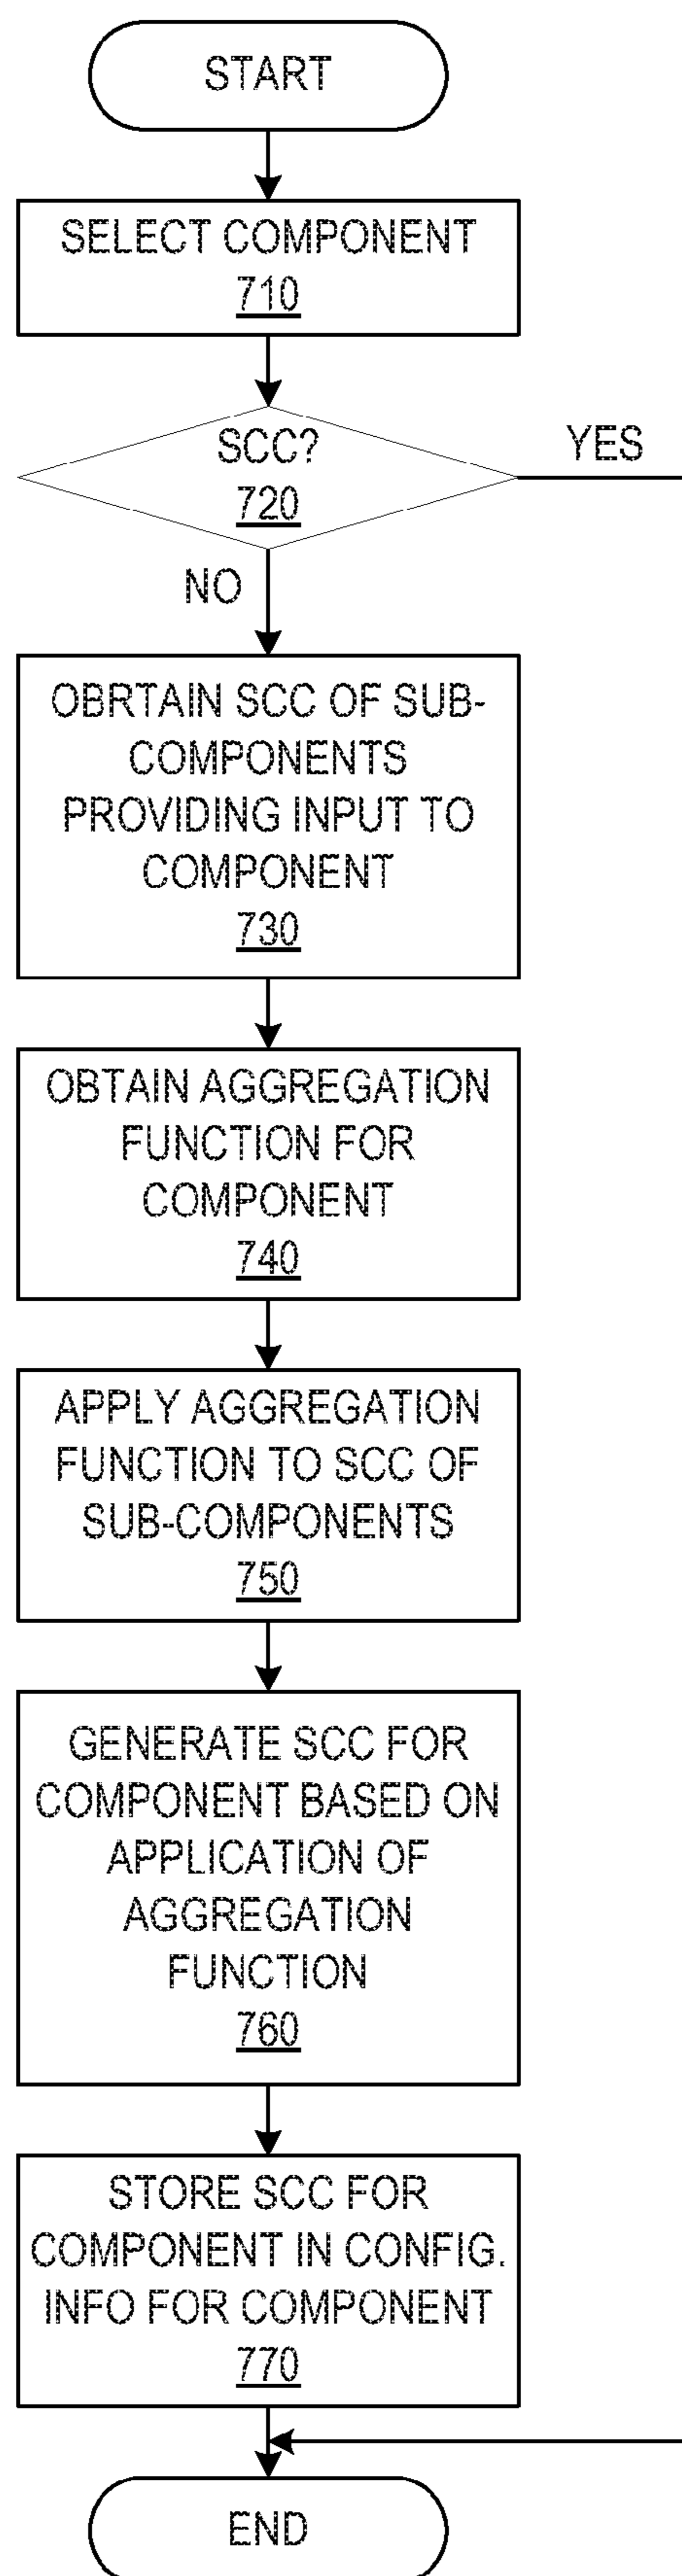 START
SELECT COMPONENT
710
SCC?
720
YES
NO
OBRTAIN SCC OF SUB-
COMPONENTS
PROVIDING INPUT TO
COMPONENT
730
OBTAIN AGGREGATION
FUNCTION FOR
COMPONENT
740
APPLY AGGREGATION
FUNCTION TO SCC OF
SUB-COMPONENTS
750
GENERATE SCC FOR
COMPONENT BASED ON
APPLICATION OF
AGGREGATION
FUNCTION
760
STORE SCC FOR
COMPONENT IN CONFIG.
INFO FOR COMPONENT
770
END